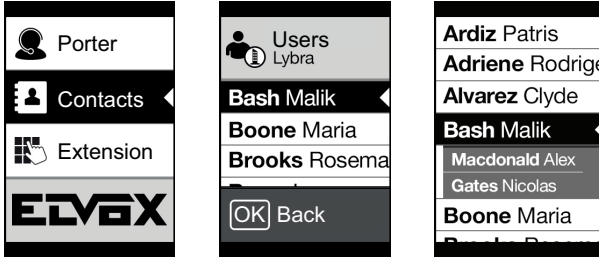 Porter
Contacts
Extension
ELVOX
Users
Lybra
Bash Malik
Boone Maria
Brooks Rosema
OK Back
Ardiz Patris
Adriene Rodrige
Alvarez Clyde
Bash Malik
Macdonald Alex
Gates Nicolas
Boone Maria